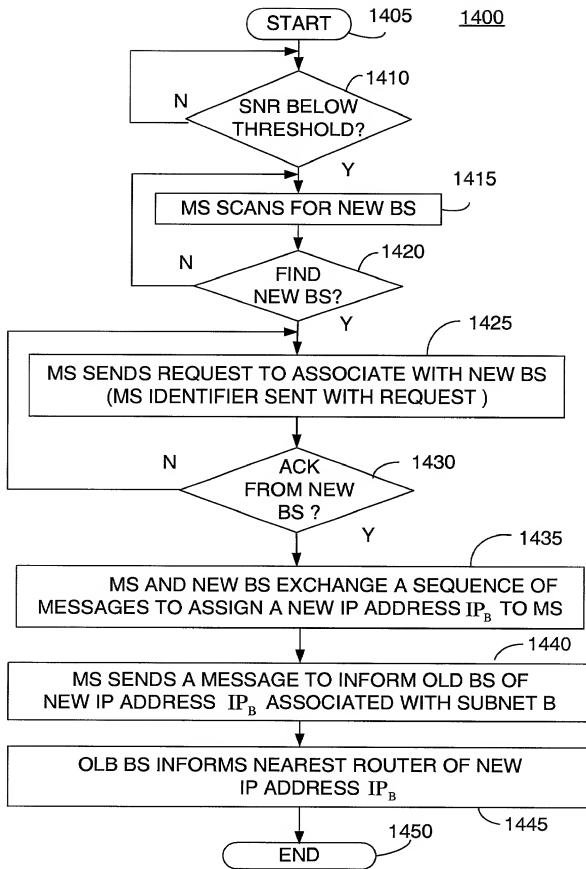 START
1405
1400
1410
N
SNR BELOW
THRESHOLD?
Y
1415
MS SCANS FOR NEW BS
1420
N
FIND
NEW BS?
Y
1425
MS SENDS REQUEST TO ASSOCIATE WITH NEW BS
(MS IDENTIFIER SENT WITH REQUEST )
N
ACK
FROM NEW
BS ?
1430
Y
1435
MS AND NEW BS EXCHANGE A SEQUENCE OF
MESSAGES TO ASSIGN A NEW IP ADDRESS IP_B TO MS
1440
MS SENDS A MESSAGE TO INFORM OLD BS OF
NEW IP ADDRESS IP_B ASSOCIATED WITH SUBNET B
OLB BS INFORMS NEAREST ROUTER OF NEW
IP ADDRESS IP_B
1445
END
1450